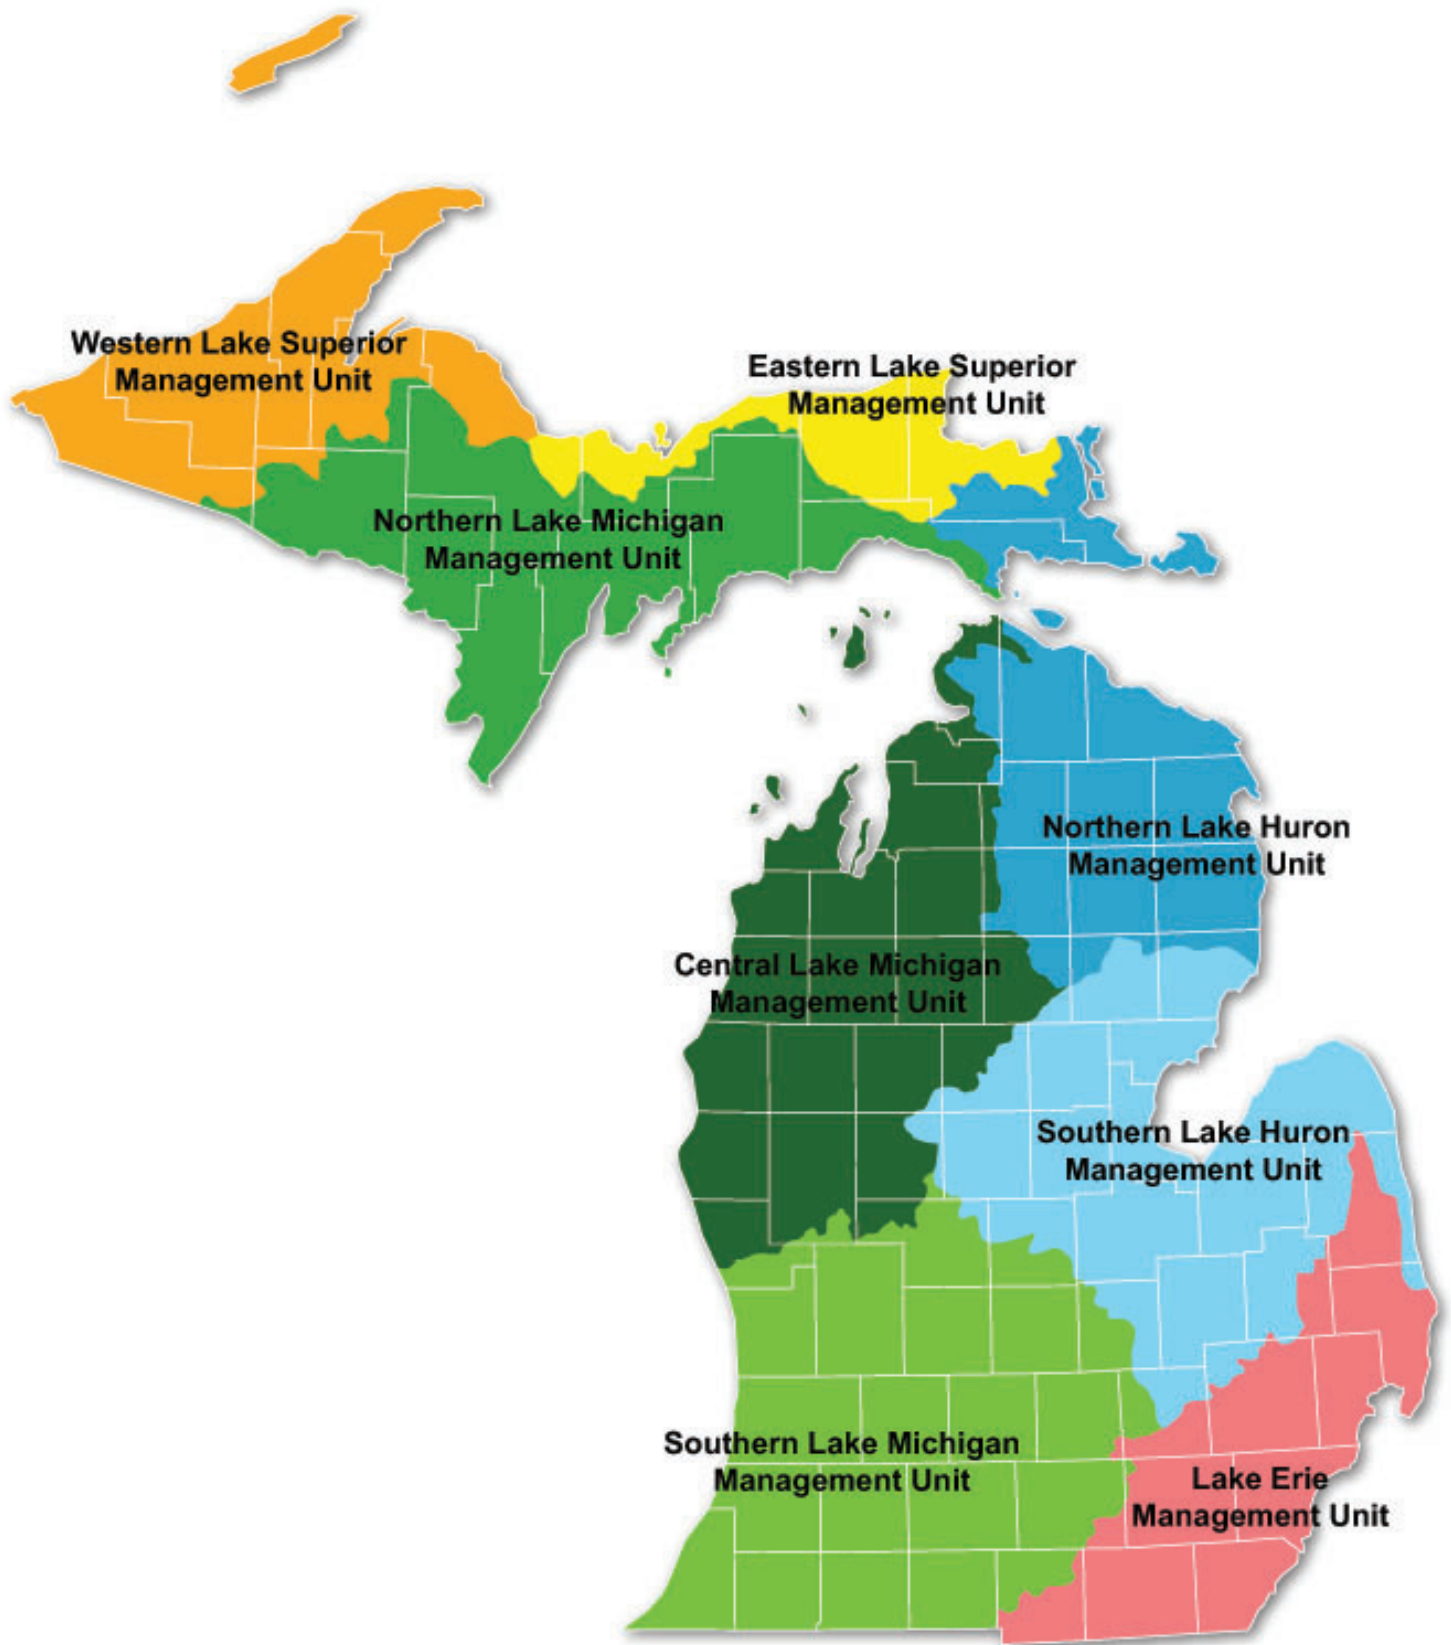 Western Lake Superior
Management Unit
Eastern Lake Superior
Management Unit
Northern Lake Michigan
Management Unit
Northern Lake Huron
Management Unit
Central Lake Michigan
Management Unit
Southern Lake Huron
Management Unit
Southern Lake Michigan
Management Unit
Lake Erie
Management Unit